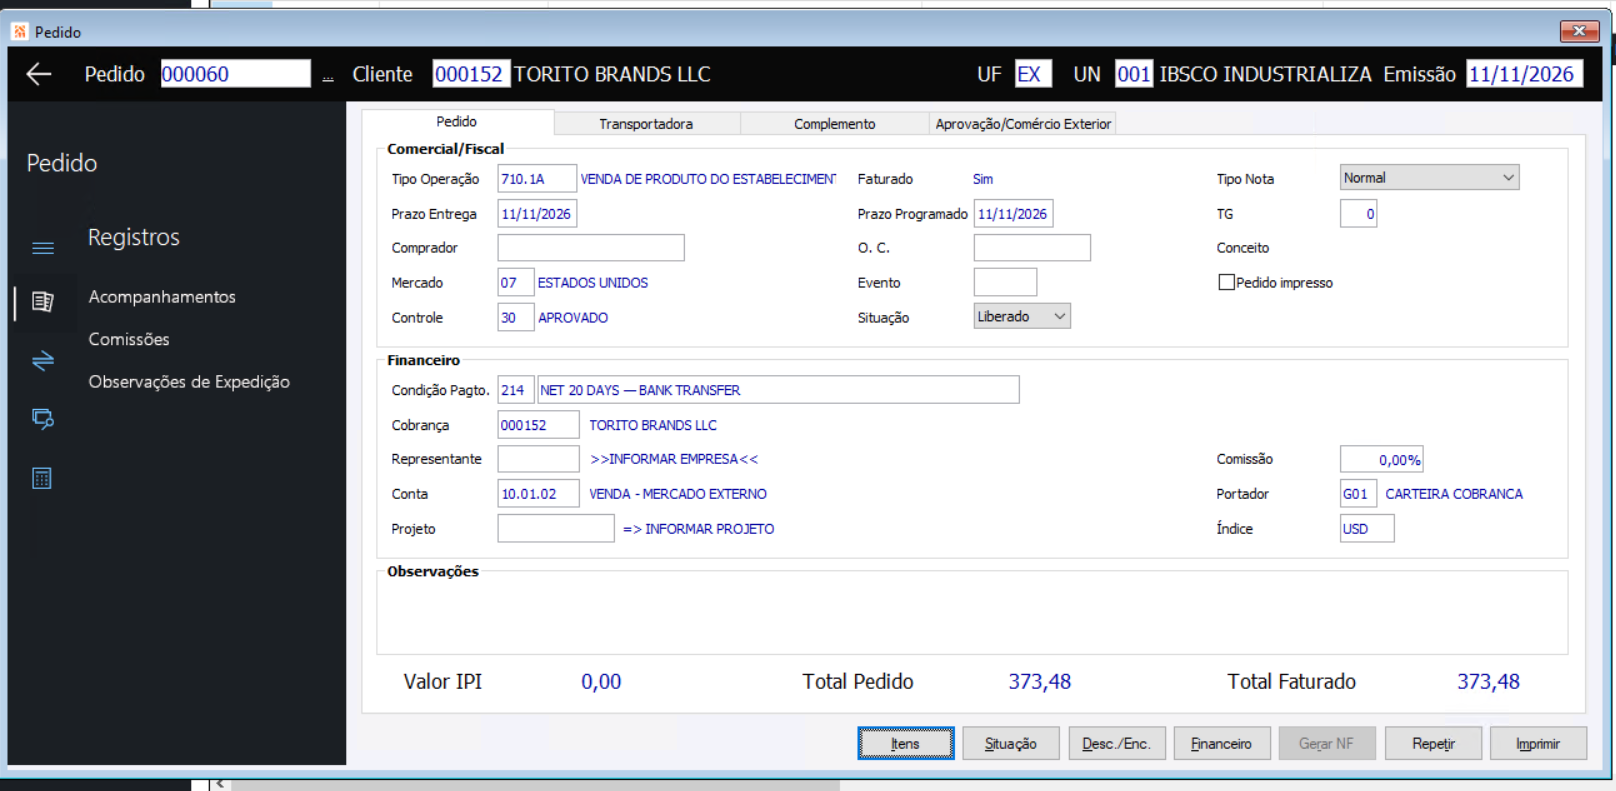 Pedido
Pedido 000060 ... Cliente 000152 TORITO BRANDS LLC UF EX UN 001 IBSCO INDUSTRIALIZA Emissão 11/11/2026
Pedido
Registros
Acompanhamentos
Comissões
Observações de Expedição
Pedido Transportadora Complemento Aprovação/Comércio Exterior
Comercial/Fiscal
Tipo Operação 710.1A VENDA DE PRODUTO DO ESTABELECIMENT Faturado Sim Tipo Nota Normal
Prazo Entrega 11/11/2026 Prazo Programado 11/11/2026 TG 0
Comprador O. C. Conceito
Mercado 07 ESTADOS UNIDOS Evento Pedido impresso
Controle 30 APROVADO Situação Liberado
Financeiro
Condição Pagto. 214 NET 20 DAYS — BANK TRANSFER
Cobrança 000152 TORITO BRANDS LLC
Representante >>INFORMAR EMPRESA<< Comissão 0,00%
Conta 10.01.02 VENDA - MERCADO EXTERNO Portador G01 CARTEIRA COBRANCA
Projeto => INFORMAR PROJETO Índice USD
Observações
Valor IPI 0,00 Total Pedido 373,48 Total Faturado 373,48
Itens Situação Desc./Enc. Financeiro Gerar NF Repetir Imprimir